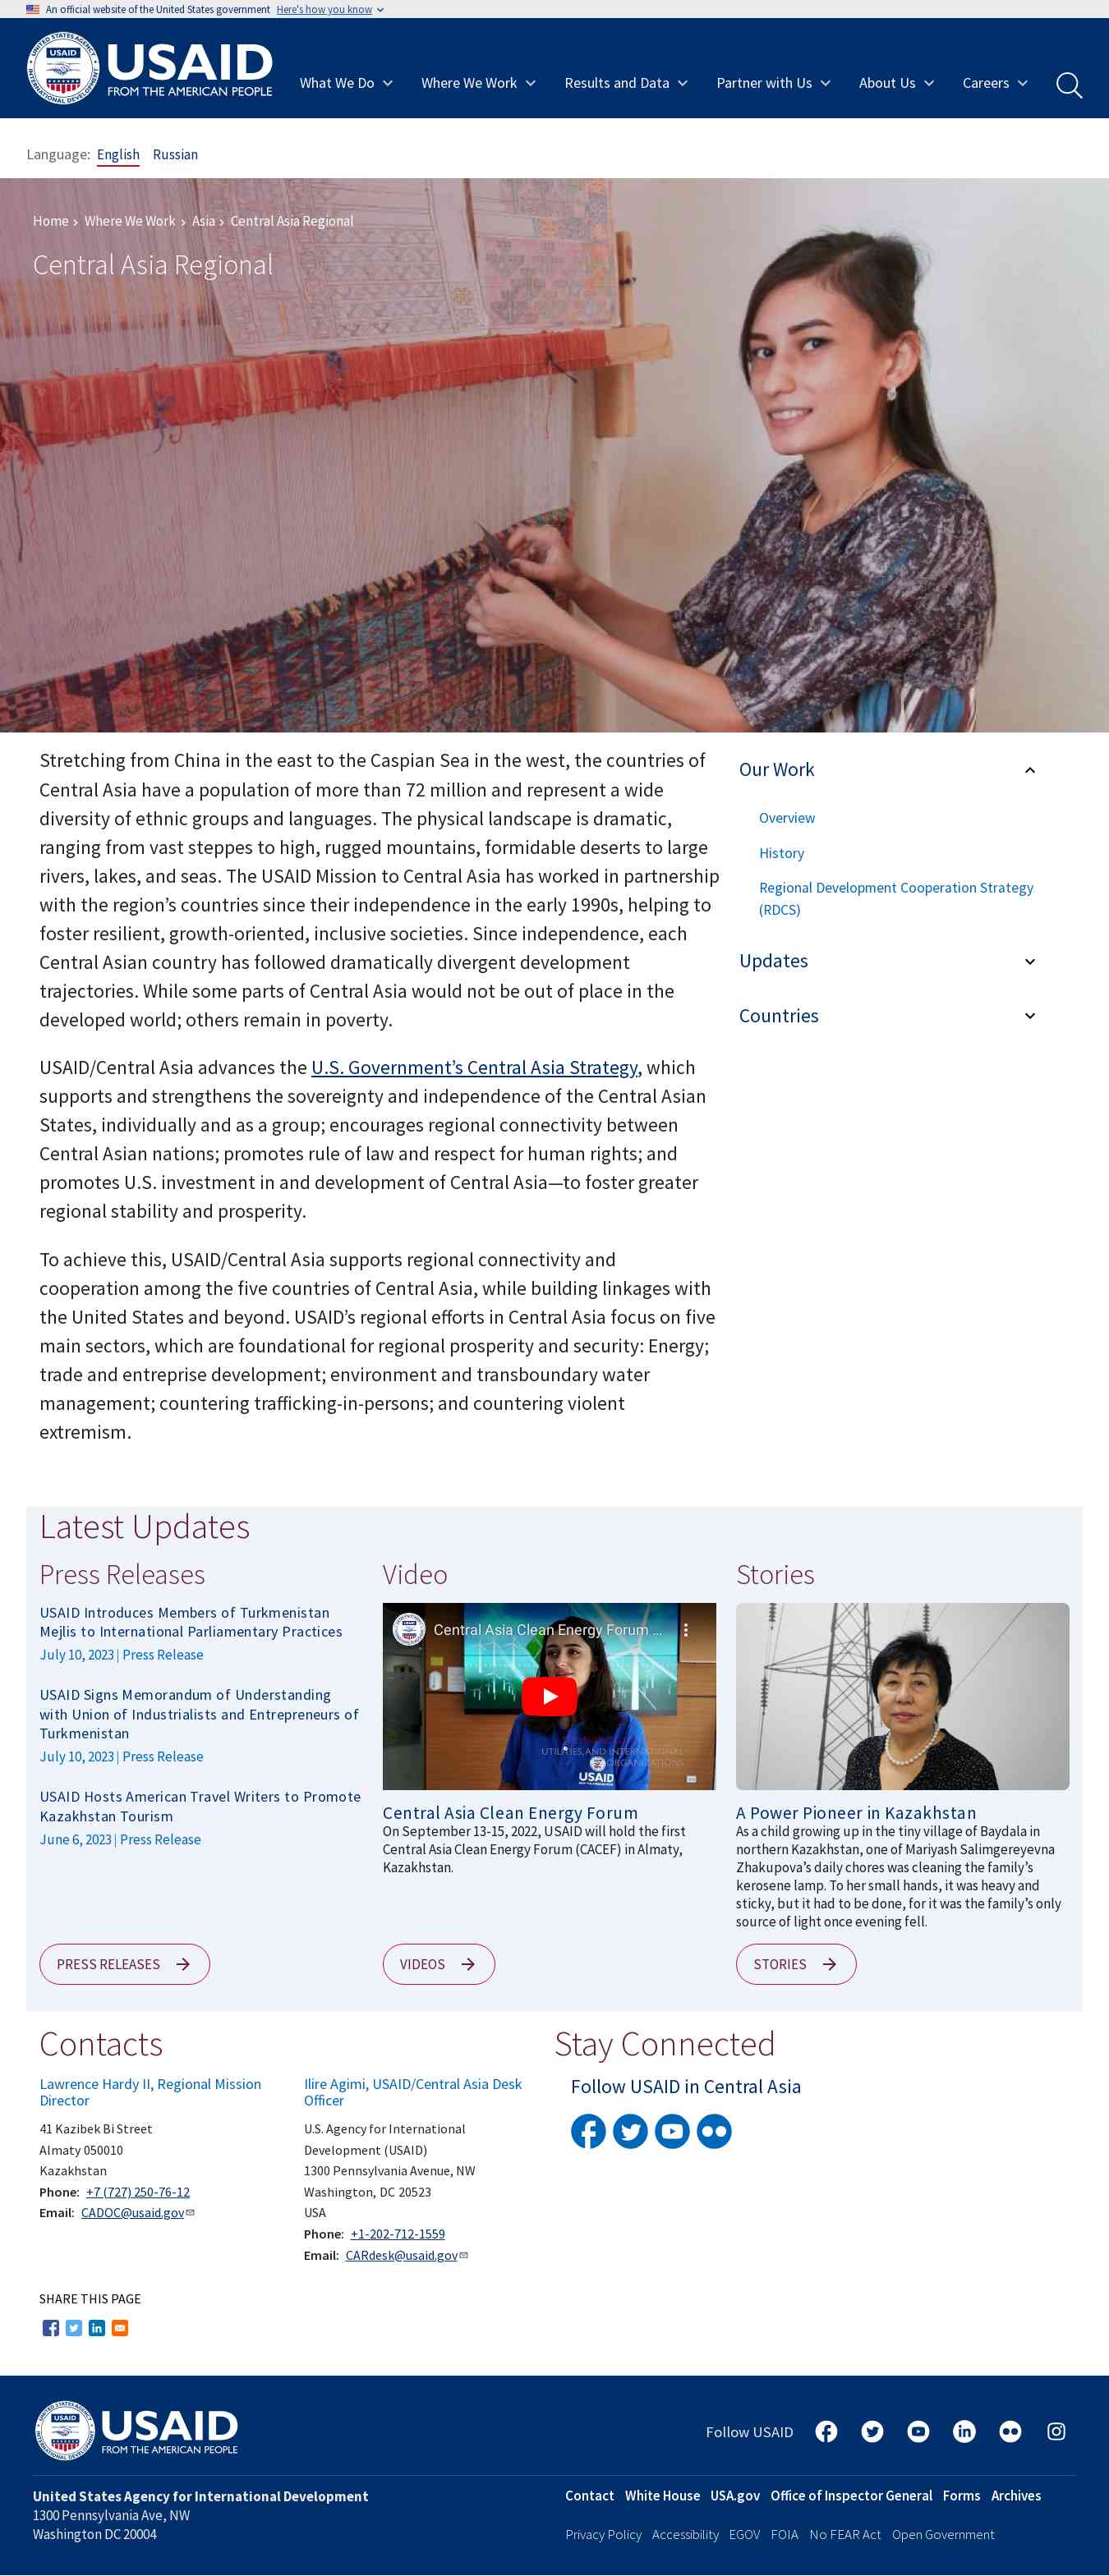 An official website of the United States government Here's how you know
USAID
FROM THE AMERICAN PEOPLE
What We Do
Where We Work
Results and Data
Partner with Us
About Us
Careers
Language: English Russian
Home › Where We Work › Asia › Central Asia Regional
Central Asia Regional
Stretching from China in the east to the Caspian Sea in the west, the countries of
Central Asia have a population of more than 72 million and represent a wide
diversity of ethnic groups and languages. The physical landscape is dramatic,
ranging from vast steppes to high, rugged mountains, formidable deserts to large
rivers, lakes, and seas. The USAID Mission to Central Asia has worked in partnership
with the region’s countries since their independence in the early 1990s, helping to
foster resilient, growth-oriented, inclusive societies. Since independence, each
Central Asian country has followed dramatically divergent development
trajectories. While some parts of Central Asia would not be out of place in the
developed world; others remain in poverty.
USAID/Central Asia advances the U.S. Government’s Central Asia Strategy, which
supports and strengthens the sovereignty and independence of the Central Asian
States, individually and as a group; encourages regional connectivity between
Central Asian nations; promotes rule of law and respect for human rights; and
promotes U.S. investment in and development of Central Asia—to foster greater
regional stability and prosperity.
To achieve this, USAID/Central Asia supports regional connectivity and
cooperation among the five countries of Central Asia, while building linkages with
the United States and beyond. USAID’s regional efforts in Central Asia focus on five
main sectors, which are foundational for regional prosperity and security: Energy;
trade and entreprise development; environment and transboundary water
management; countering trafficking-in-persons; and countering violent
extremism.
Our Work
Overview
History
Regional Development Cooperation Strategy
(RDCS)
Updates
Countries
Latest Updates
Press Releases
USAID Introduces Members of Turkmenistan
Mejlis to International Parliamentary Practices
July 10, 2023 | Press Release
USAID Signs Memorandum of Understanding
with Union of Industrialists and Entrepreneurs of
Turkmenistan
July 10, 2023 | Press Release
USAID Hosts American Travel Writers to Promote
Kazakhstan Tourism
June 6, 2023 | Press Release
PRESS RELEASES
Video
Central Asia Clean Energy Forum ...
UTILITIES, AND INTERNATIONAL
ORGANIZATIONS
USAID
Central Asia Clean Energy Forum
On September 13-15, 2022, USAID will hold the first
Central Asia Clean Energy Forum (CACEF) in Almaty,
Kazakhstan.
VIDEOS
Stories
A Power Pioneer in Kazakhstan
As a child growing up in the tiny village of Baydala in
northern Kazakhstan, one of Mariyash Salimgereyevna
Zhakupova’s daily chores was cleaning the family’s
kerosene lamp. To her small hands, it was heavy and
sticky, but it had to be done, for it was the family’s only
source of light once evening fell.
STORIES
Contacts
Lawrence Hardy II, Regional Mission
Director
41 Kazibek Bi Street
Almaty 050010
Kazakhstan
Phone: +7 (727) 250-76-12
Email: CADOC@usaid.gov
Ilire Agimi, USAID/Central Asia Desk
Officer
U.S. Agency for International
Development (USAID)
1300 Pennsylvania Avenue, NW
Washington, DC 20523
USA
Phone: +1-202-712-1559
Email: CARdesk@usaid.gov
Stay Connected
Follow USAID in Central Asia
SHARE THIS PAGE
USAID
FROM THE AMERICAN PEOPLE
Follow USAID
United States Agency for International Development
1300 Pennsylvania Ave, NW
Washington DC 20004
Contact White House USA.gov Office of Inspector General Forms Archives
Privacy Policy Accessibility EGOV FOIA No FEAR Act Open Government